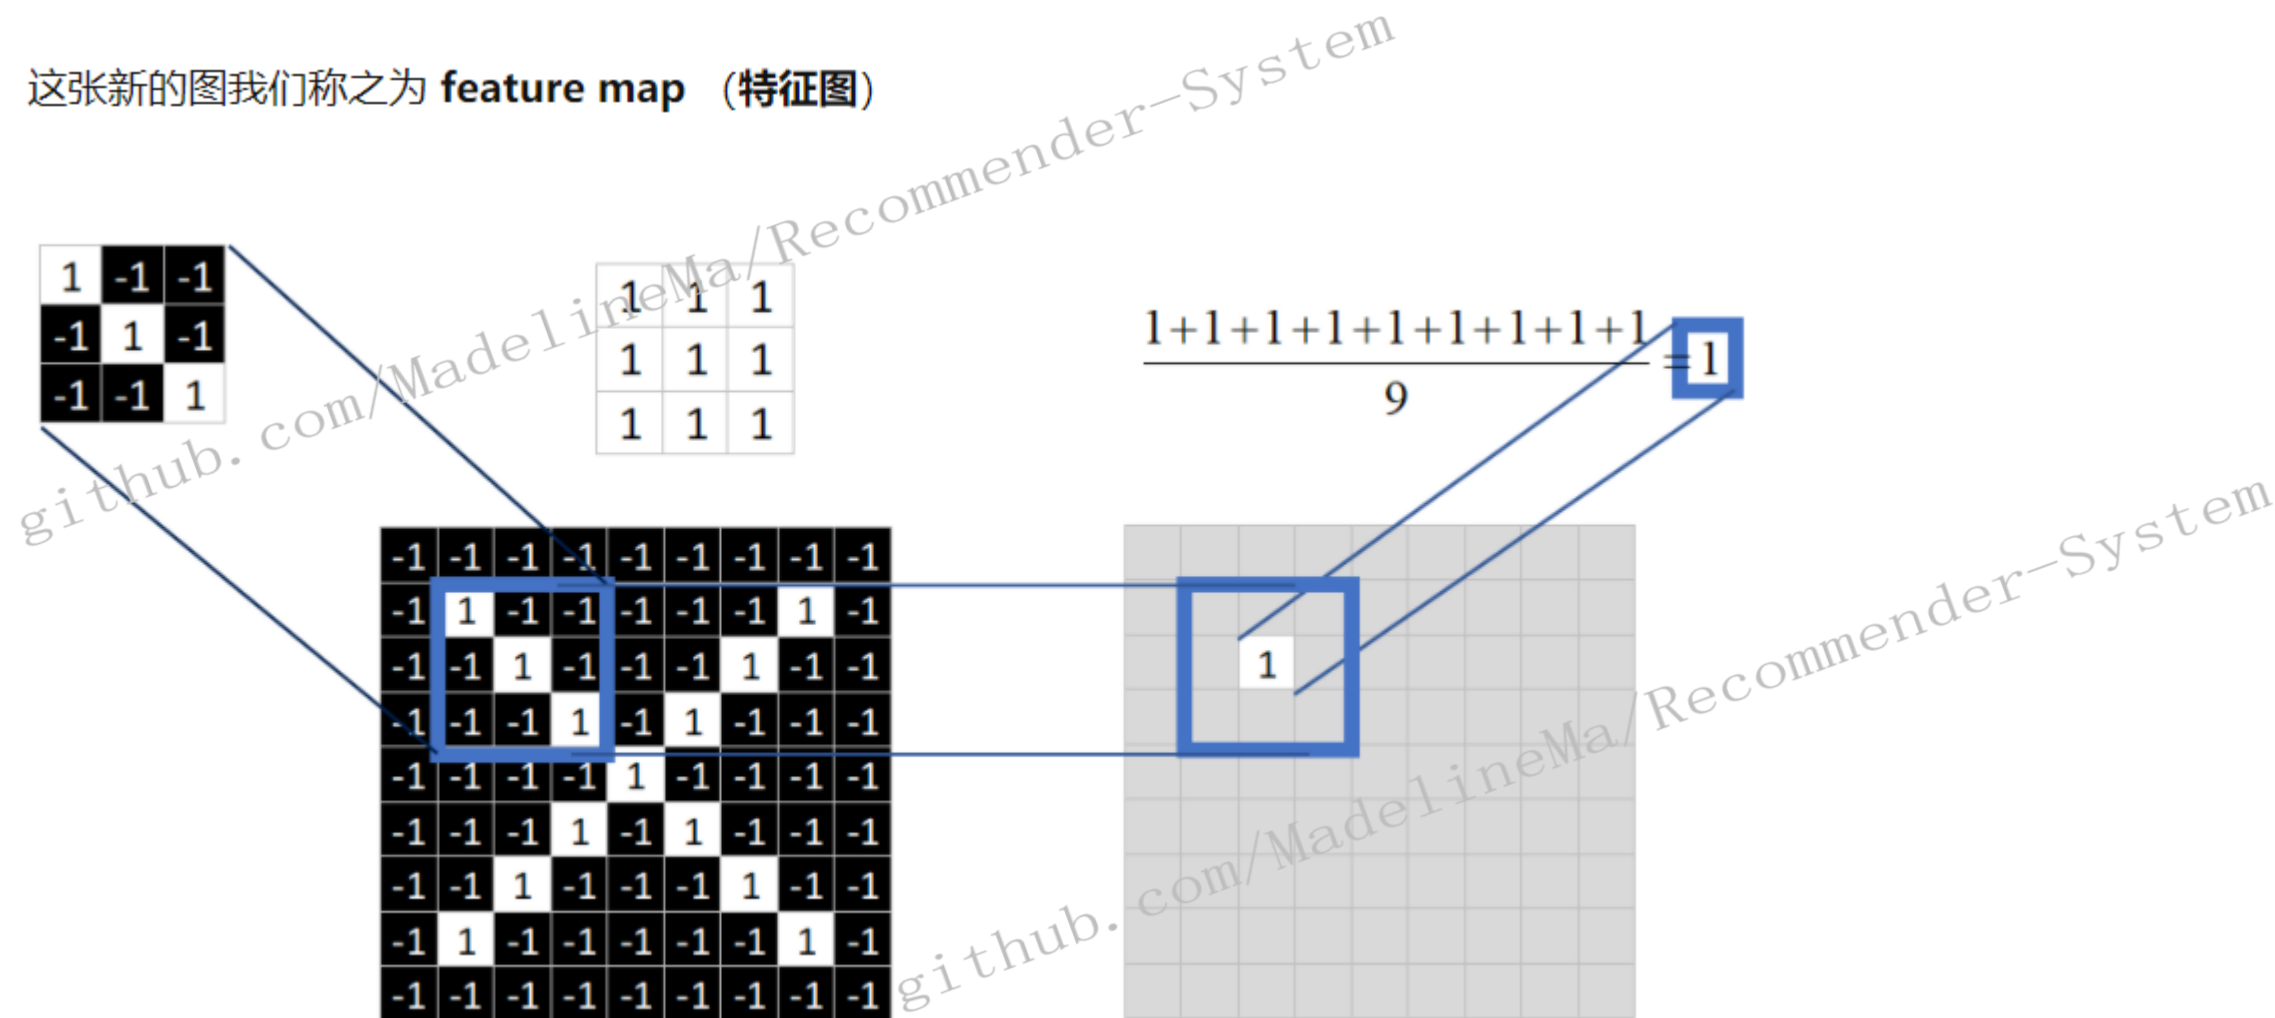 这张新的图我们称之为 feature map （特征图）
1 -1 -1
-1 1 -1
-1 -1 1
1 1 1
1 1 1
1 1 1
1+1+1+1+1+1+1+1+1
9
=1
-1 -1 -1 -1 -1 -1 -1 -1 -1
-1 1 -1 -1 -1 -1 -1 1 -1
-1 -1 1 -1 -1 -1 1 -1 -1
-1 -1 -1 1 -1 1 -1 -1 -1
-1 -1 -1 -1 1 -1 -1 -1 -1
-1 -1 -1 1 -1 1 -1 -1 -1
-1 -1 1 -1 -1 -1 1 -1 -1
-1 1 -1 -1 -1 -1 -1 1 -1
-1 -1 -1 -1 -1 -1 -1 -1 -1
1
github.com/MadelineMa/Recommender-System
github.com/MadelineMa/Recommender-System